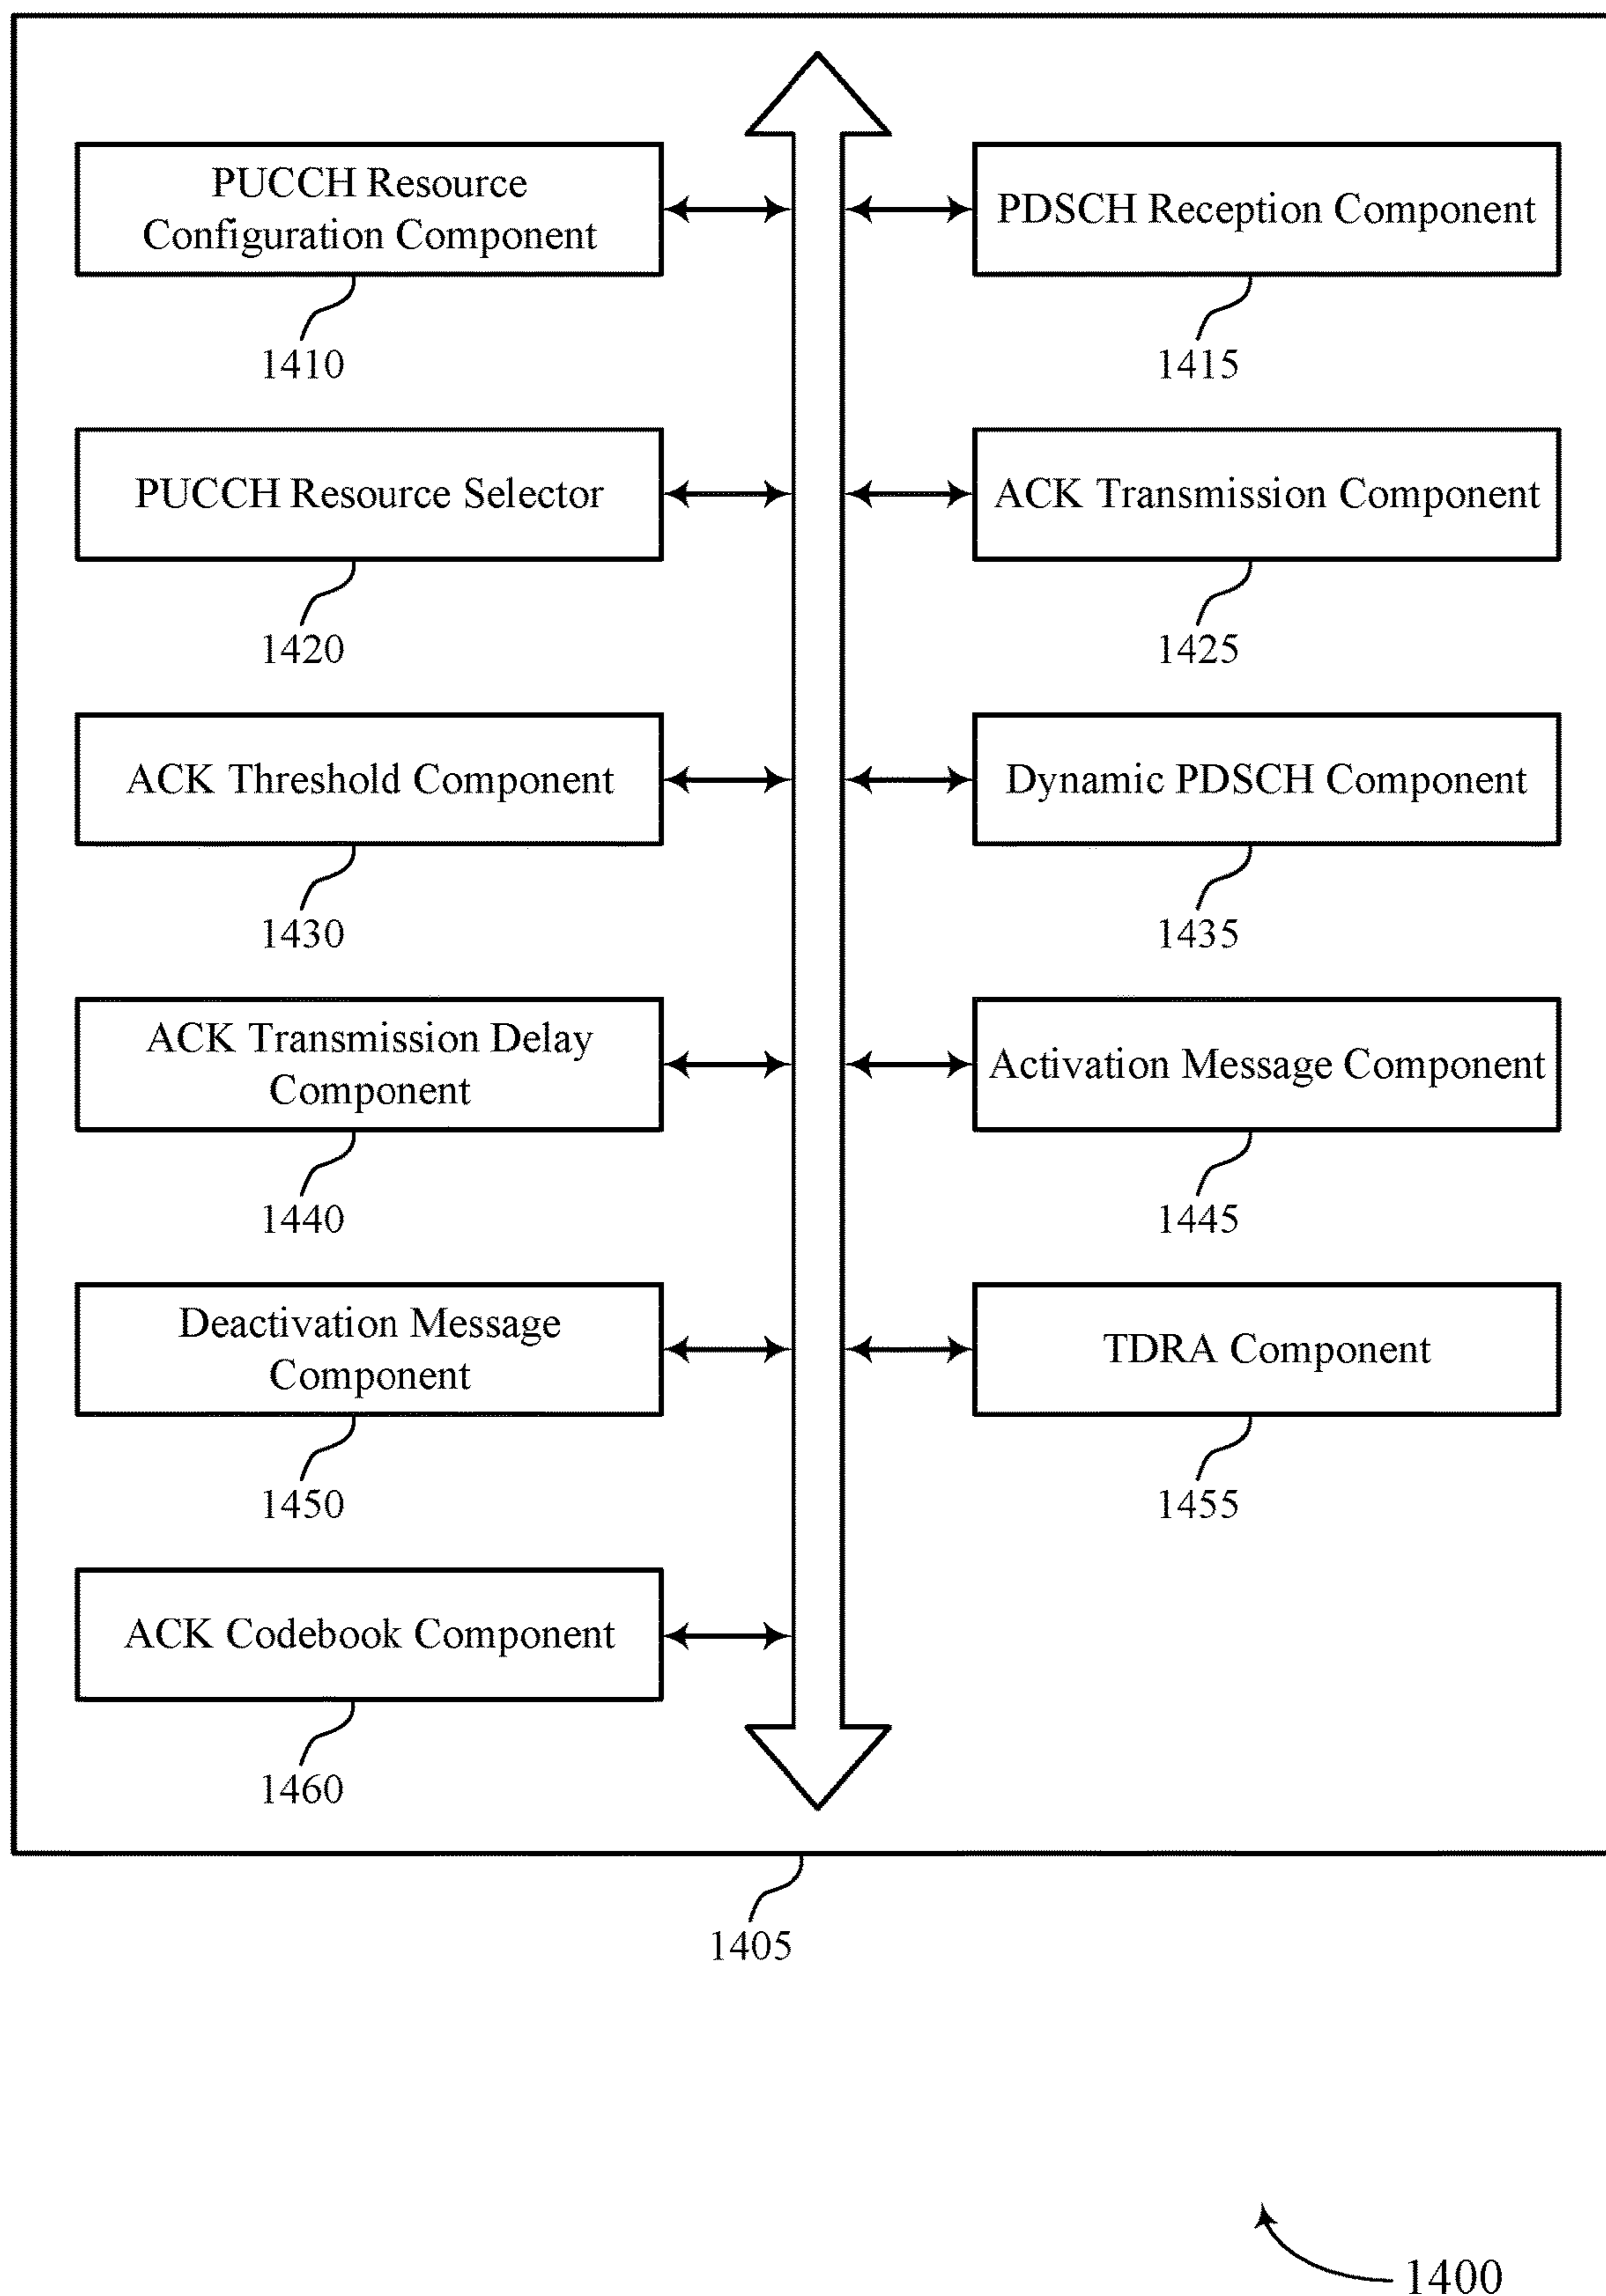 PUCCH Resource
Configuration Component
1410
PDSCH Reception Component
1415
PUCCH Resource Selector
1420
ACK Transmission Component
1425
ACK Threshold Component
1430
Dynamic PDSCH Component
1435
ACK Transmission Delay
Component
1440
Activation Message Component
1445
Deactivation Message
Component
1450
TDRA Component
1455
ACK Codebook Component
1460
1405
1400